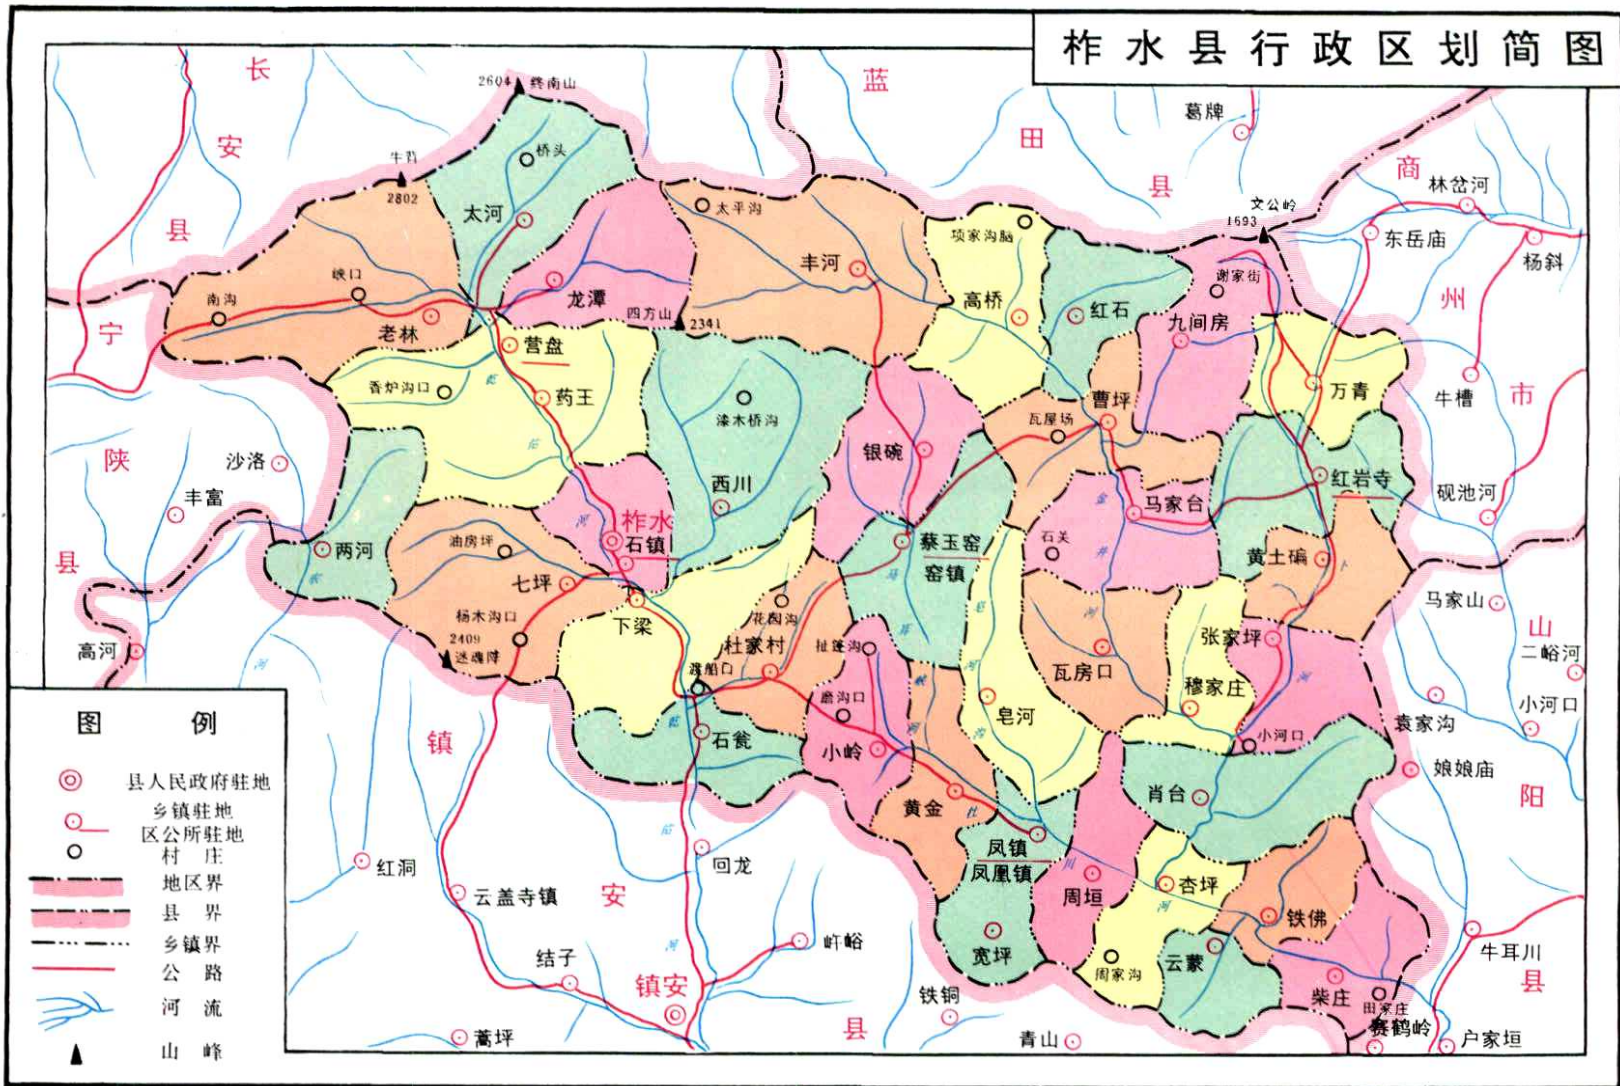 柞水县行政区划简图
长
安
县
蓝
田
县
商
州
市
山
阳
县
宁
陕
县
镇
安
县
2604 终南山
牛背
2802
桥头
太河
龙潭
四方山
2341
太平沟
丰河
项家沟脑
高桥
红石
葛牌
文公岭
1693
谢家街
九间房
林岔河
东岳庙
杨斜
峡口
南沟
老林
营盘
香炉沟口
药王
乾
漆木桥沟
西川
银碗
瓦屋场
曹坪
万青
牛槽
沙洛
丰富
两河
油房坪
柞水
石镇
七坪
杨木沟口
2409
迷魂阵
下梁
花园沟
杜家村
渡船口
蔡玉窑
窑镇
石关
金
井
河
马家台
红岩寺
砚池河
黄土碥
马家山
张家坪
瓦房口
穆家庄
小河口
二峪河
小河口
袁家沟
娘娘庙
高河
扯篷沟
磨沟口
小岭
皂河
石瓮
黄金
肖台
凤镇
凤凰镇
周垣
杏坪
铁佛
宽坪
周家沟
云蒙
柴庄
田家庄
赛鹤岭
牛耳川
户家垣
红洞
云盖寺镇
回龙
结子
镇安
㟃峪
铁铜
青山
蒿坪
图 例
县人民政府驻地
乡镇驻地
区公所驻地
村 庄
地区界
县 界
乡镇界
公 路
河 流
山 峰